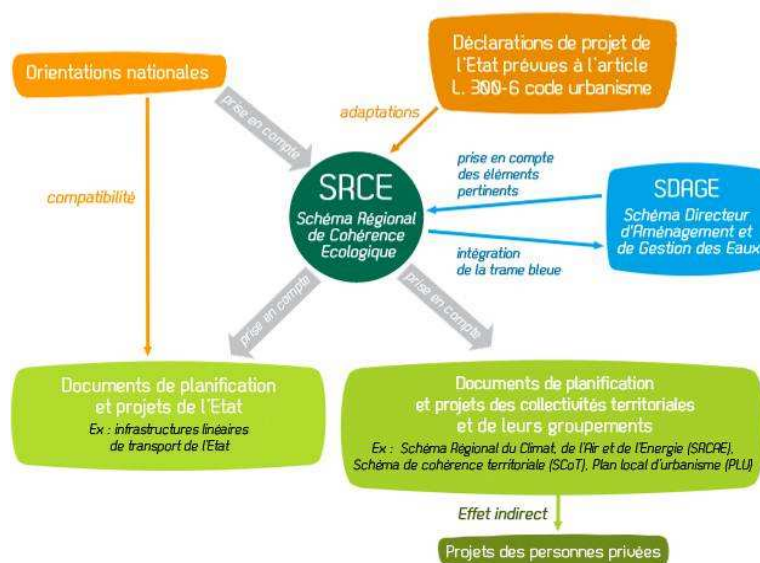 Orientations nationales
Déclarations de projet de
l'Etat prévues à l'article
L. 300-6 code urbanisme
prise en compte
adaptations
compatibilité
SRCE
Schéma Régional
de Cohérence
Ecologique
prise en compte
des éléments
pertinents
SDAGE
Schéma Directeur
d'Aménagement et
de Gestion des Eaux
intégration
de la trame bleue
prise en compte
prise en compte
Documents de planification
et projets de l'Etat
Ex : infrastructures linéaires
de transport de l'Etat
Documents de planification
et projets des collectivités territoriales
et de leurs groupements
Ex : Schéma Régional du Climat, de l'Air et de l'Energie (SRCAE),
Schéma de cohérence territoriale (SCoT), Plan local d'urbanisme (PLU)
Effet indirect
Projets des personnes privées